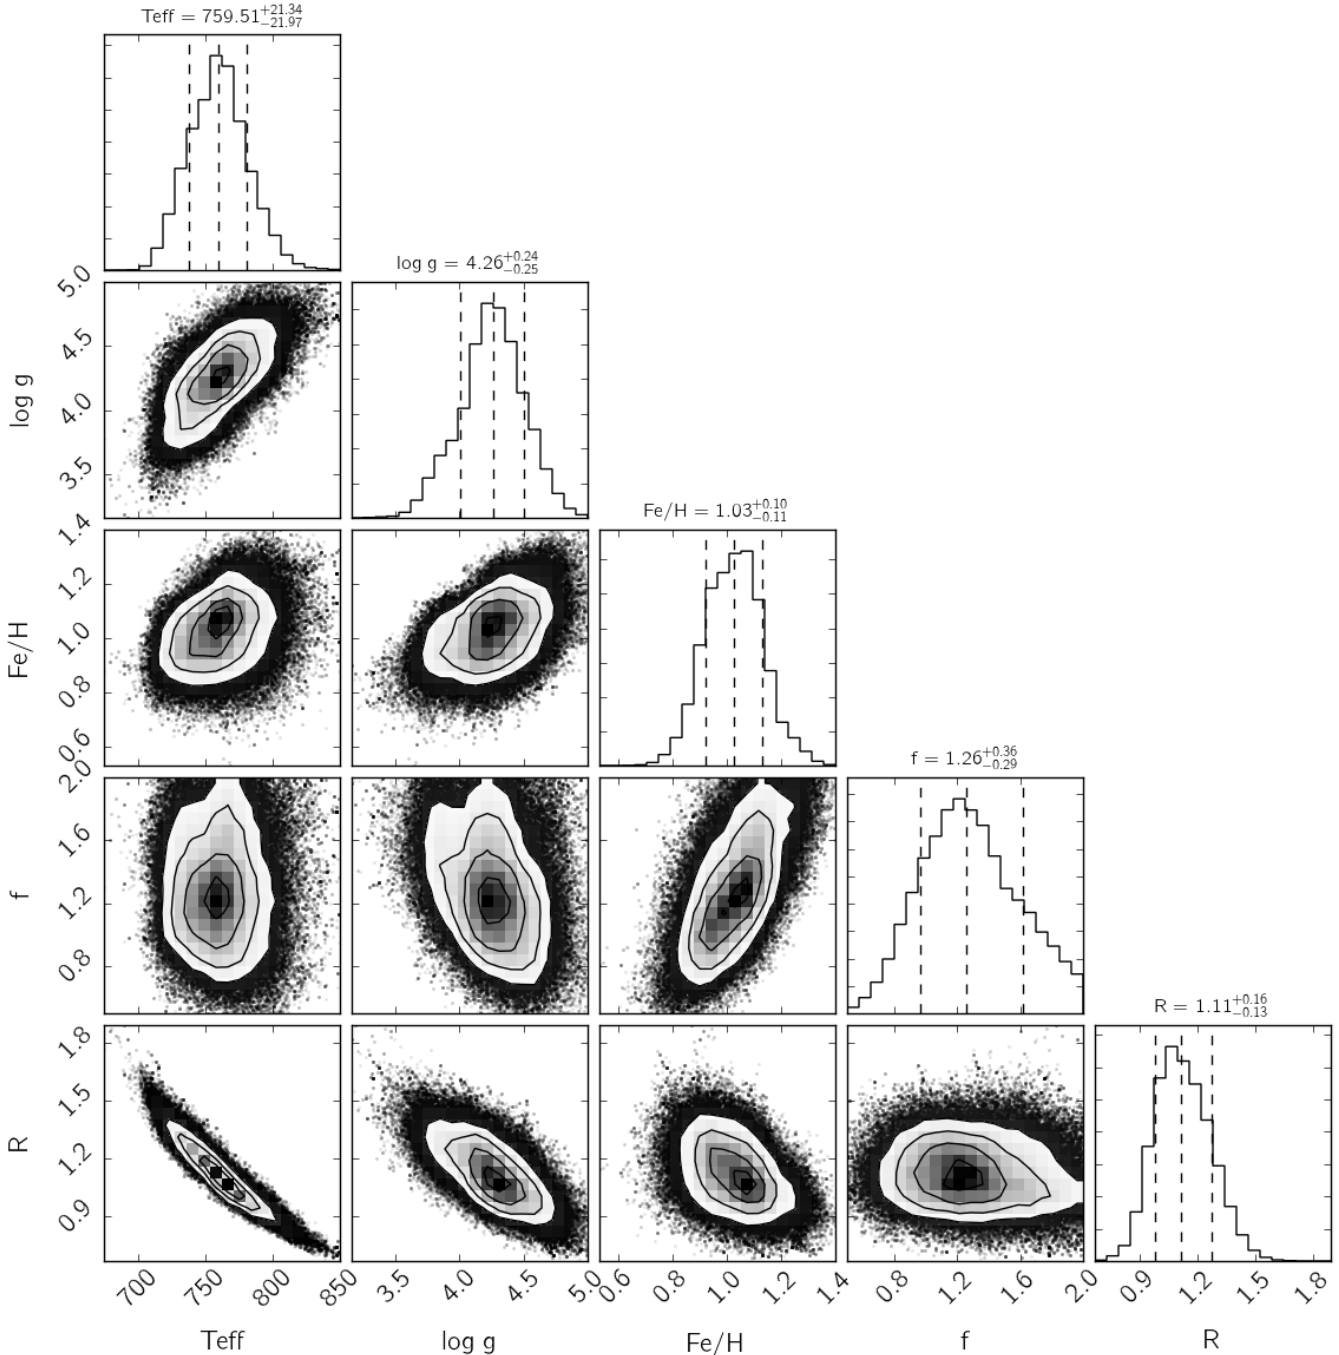 Teff = 759.51+21.34−21.97
5.0
log g = 4.26+0.24−0.25
4.5
log g
4.0
3.5
1.4
Fe/H = 1.03+0.10−0.11
1.2
Fe/H
1.0
0.8
0.6
2.0
f = 1.26+0.36−0.29
1.6
f
1.2
0.8
R = 1.11+0.16−0.13
1.8
1.5
R
1.2
0.9
700 750 800 850 3.5 4.0 4.5 5.0 0.6 0.8 1.0 1.2 1.4 0.8 1.2 1.6 2.0 0.9 1.2 1.5 1.8
Teff log g Fe/H f R